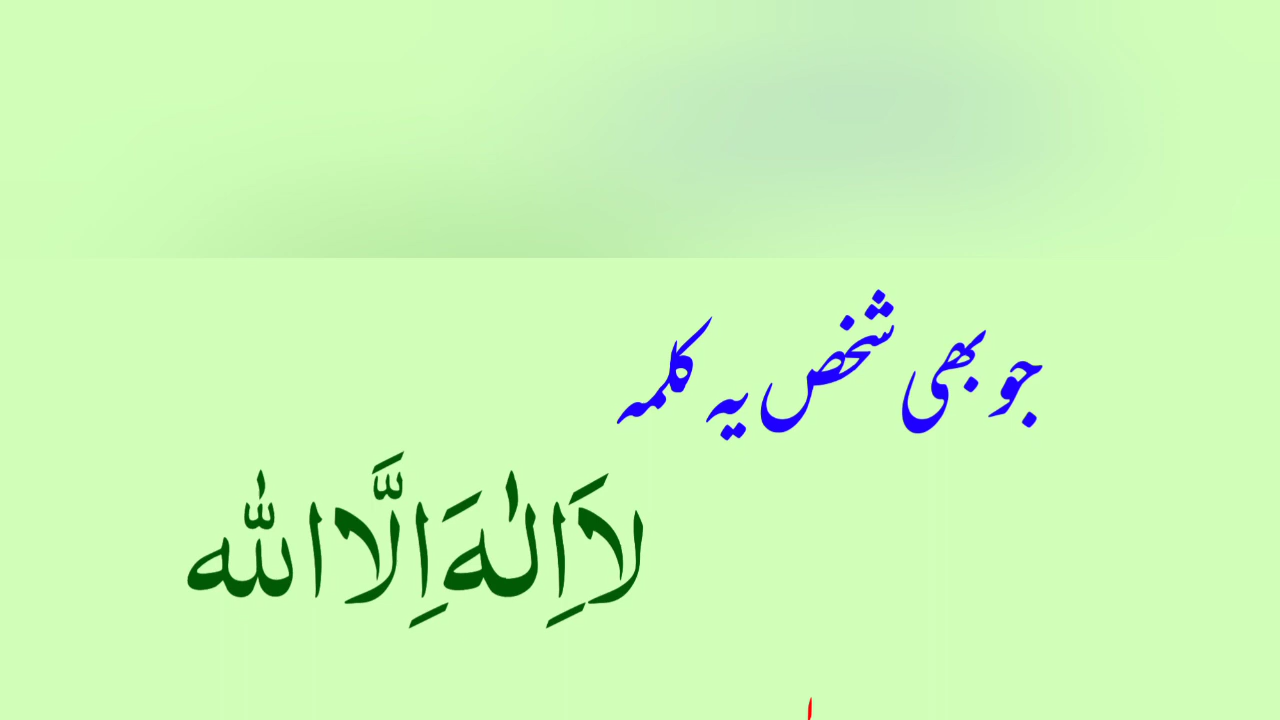 جو بھی شخص یہ کلمہ
لَا اِلٰهَ اِلَّا اللّٰه